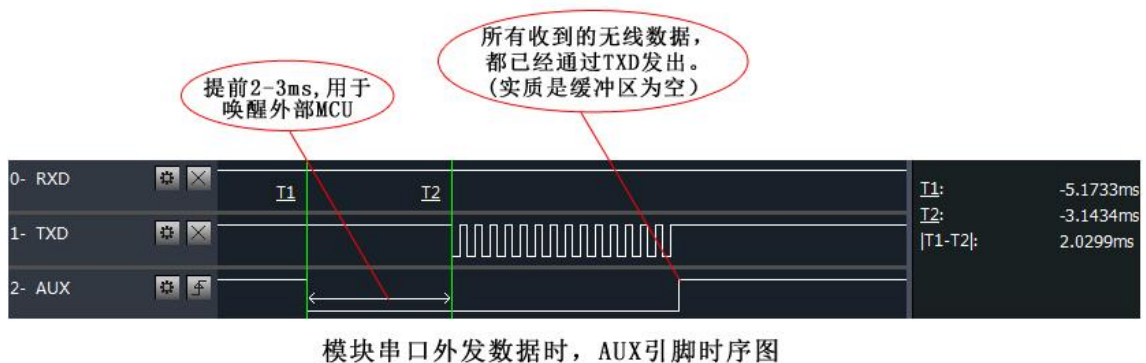 所有收到的无线数据，
都已经通过TXD发出。
(实质是缓冲区为空)
提前2-3ms,用于
唤醒外部MCU
0- RXD
T1
T2
T1: -5.1733ms
T2: -3.1434ms
|T1-T2|: 2.0299ms
1- TXD
2- AUX
模块串口外发数据时，AUX引脚时序图